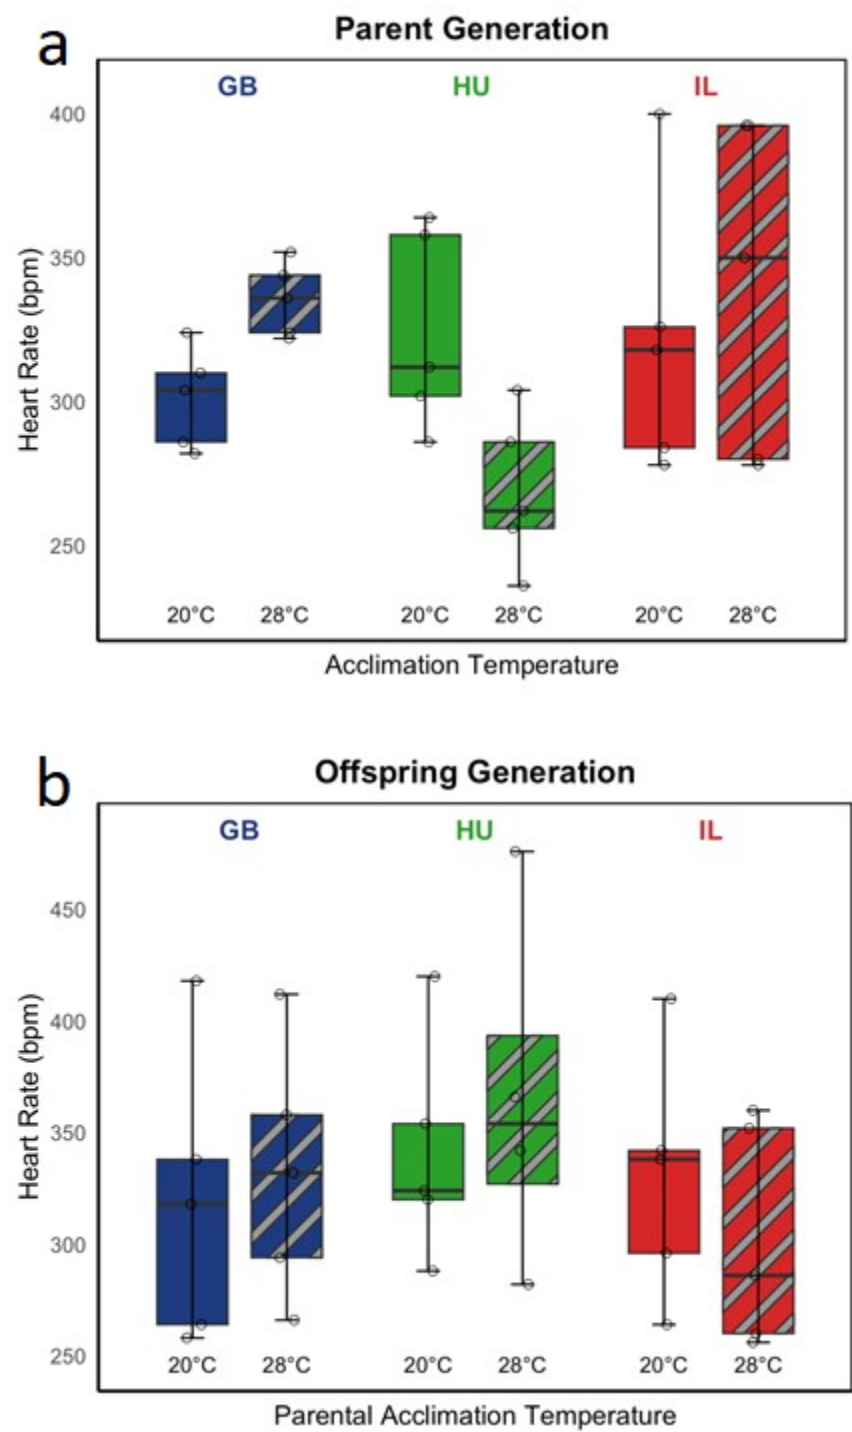 a
Parent Generation
GB HU IL
400
350
300
250
Heart Rate (bpm)
20°C 28°C 20°C 28°C 20°C 28°C
Acclimation Temperature
b
Offspring Generation
GB HU IL
450
400
350
300
250
Heart Rate (bpm)
20°C 28°C 20°C 28°C 20°C 28°C
Parental Acclimation Temperature